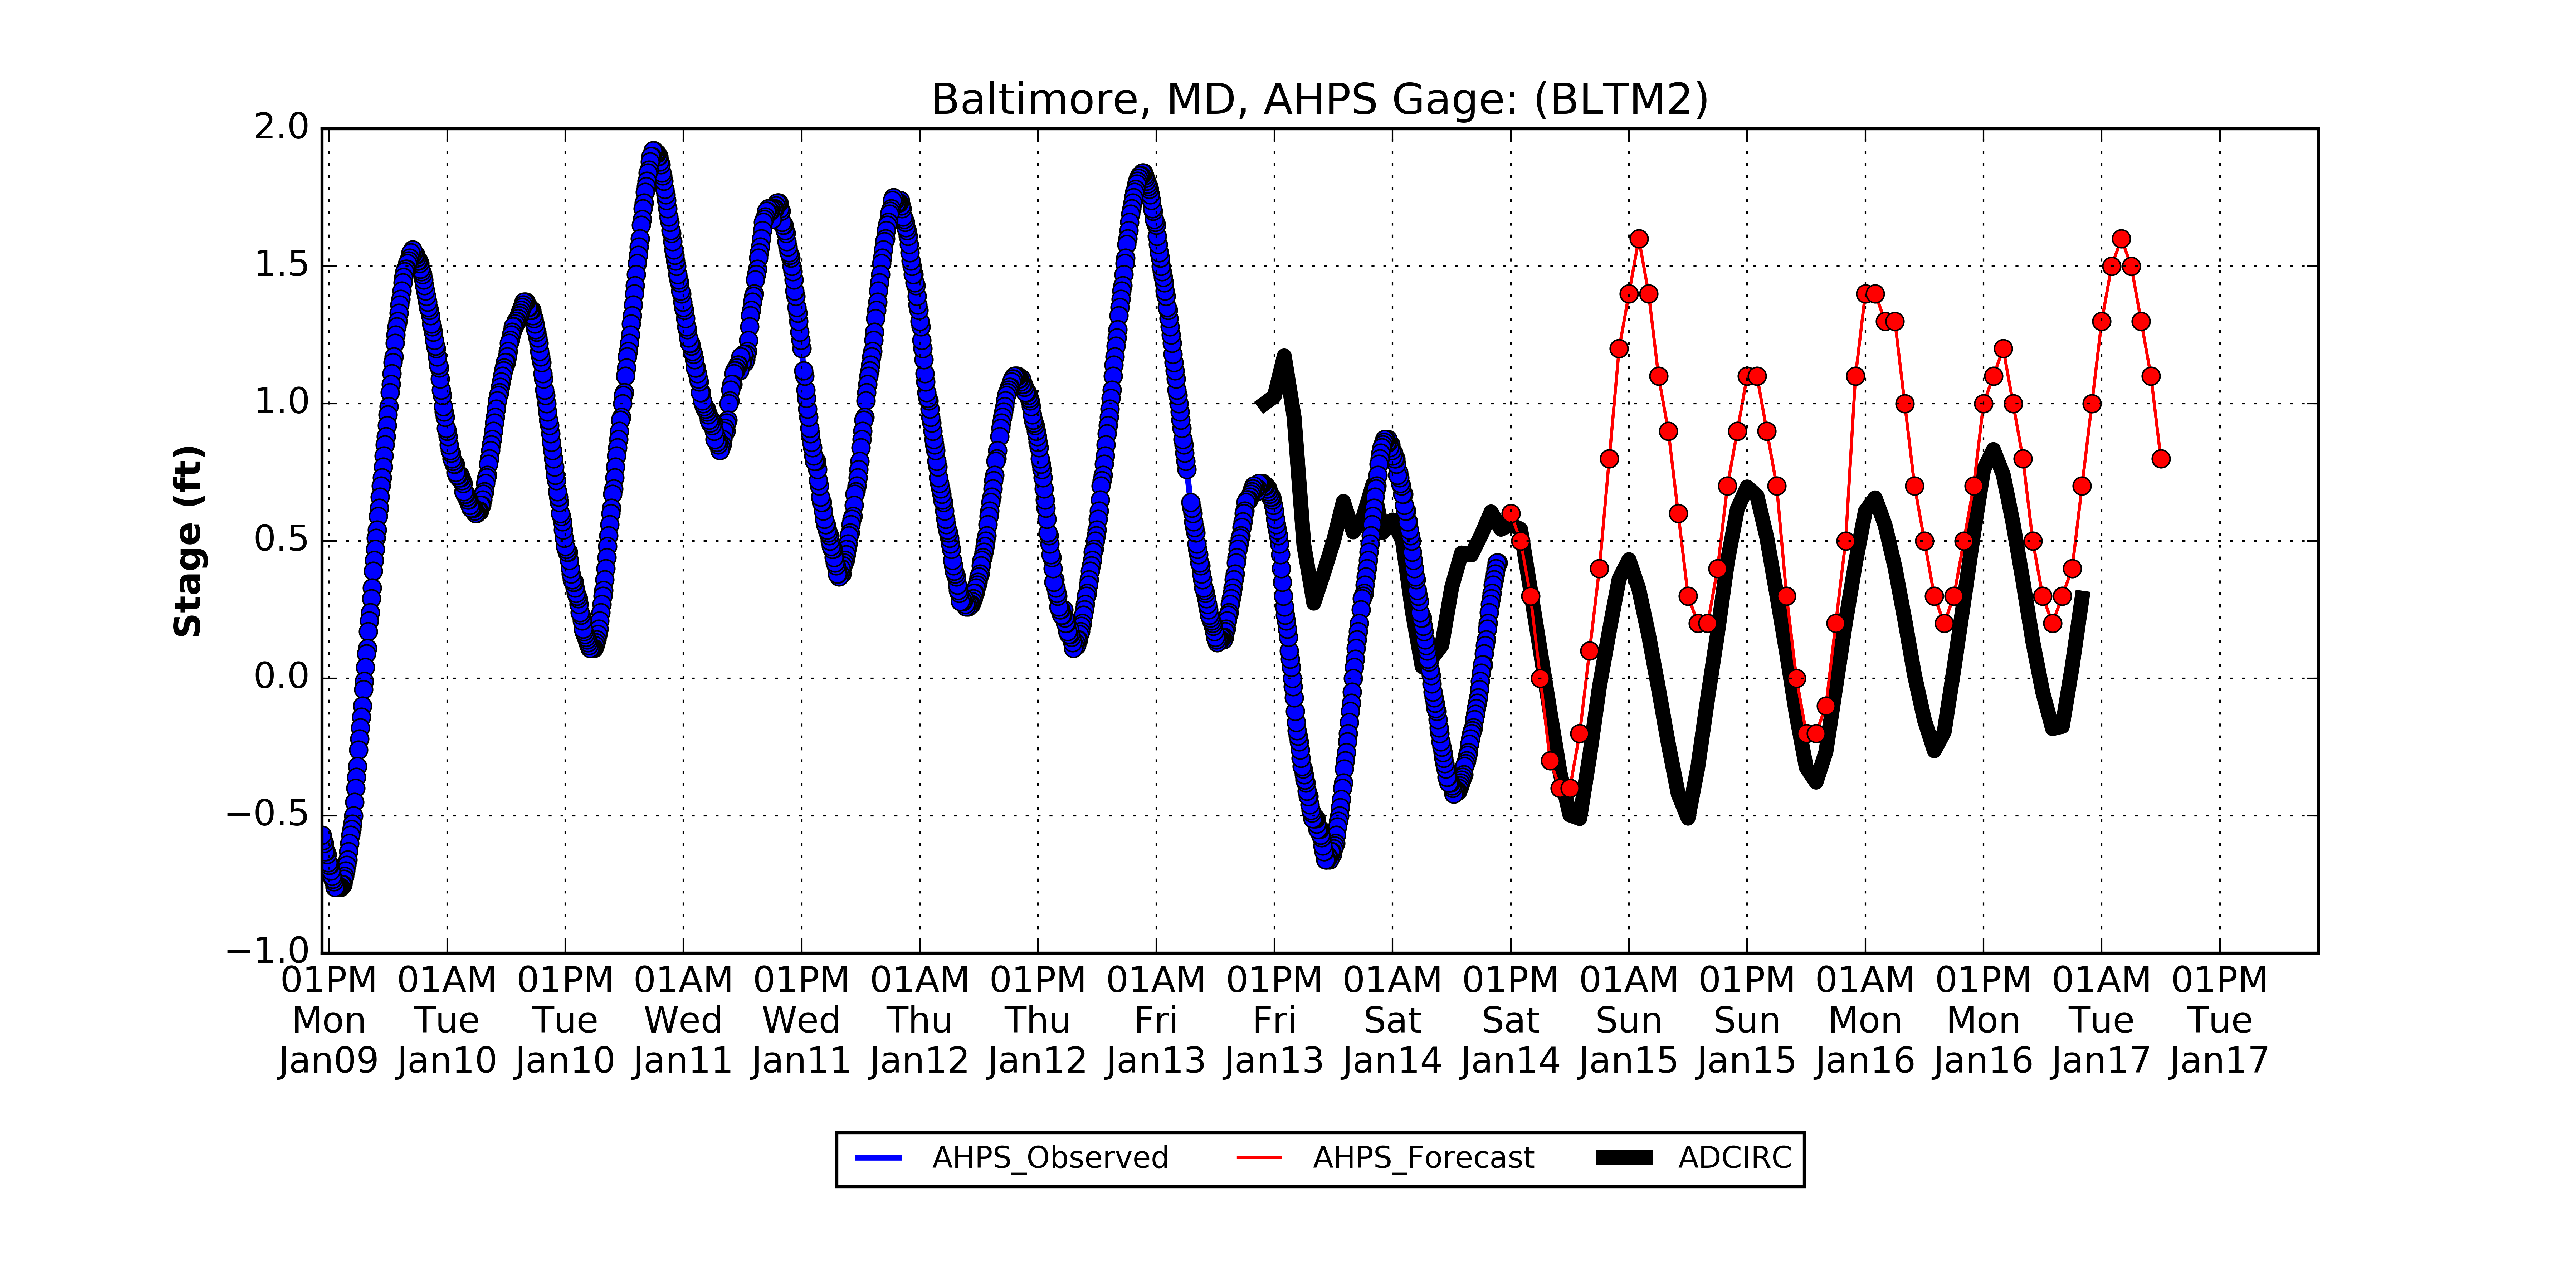 Baltimore, MD, AHPS Gage: (BLTM2)
2.0
1.5
1.0
0.5
0.0
−0.5
−1.0
Stage (ft)
01PM 01AM 01PM 01AM 01PM 01AM 01PM 01AM 01PM 01AM 01PM 01AM 01PM 01AM 01PM 01AM 01PM
Mon Tue Tue Wed Wed Thu Thu Fri Fri Sat Sat Sun Sun Mon Mon Tue Tue
Jan09 Jan10 Jan10 Jan11 Jan11 Jan12 Jan12 Jan13 Jan13 Jan14 Jan14 Jan15 Jan15 Jan16 Jan16 Jan17 Jan17
AHPS_Observed AHPS_Forecast ADCIRC